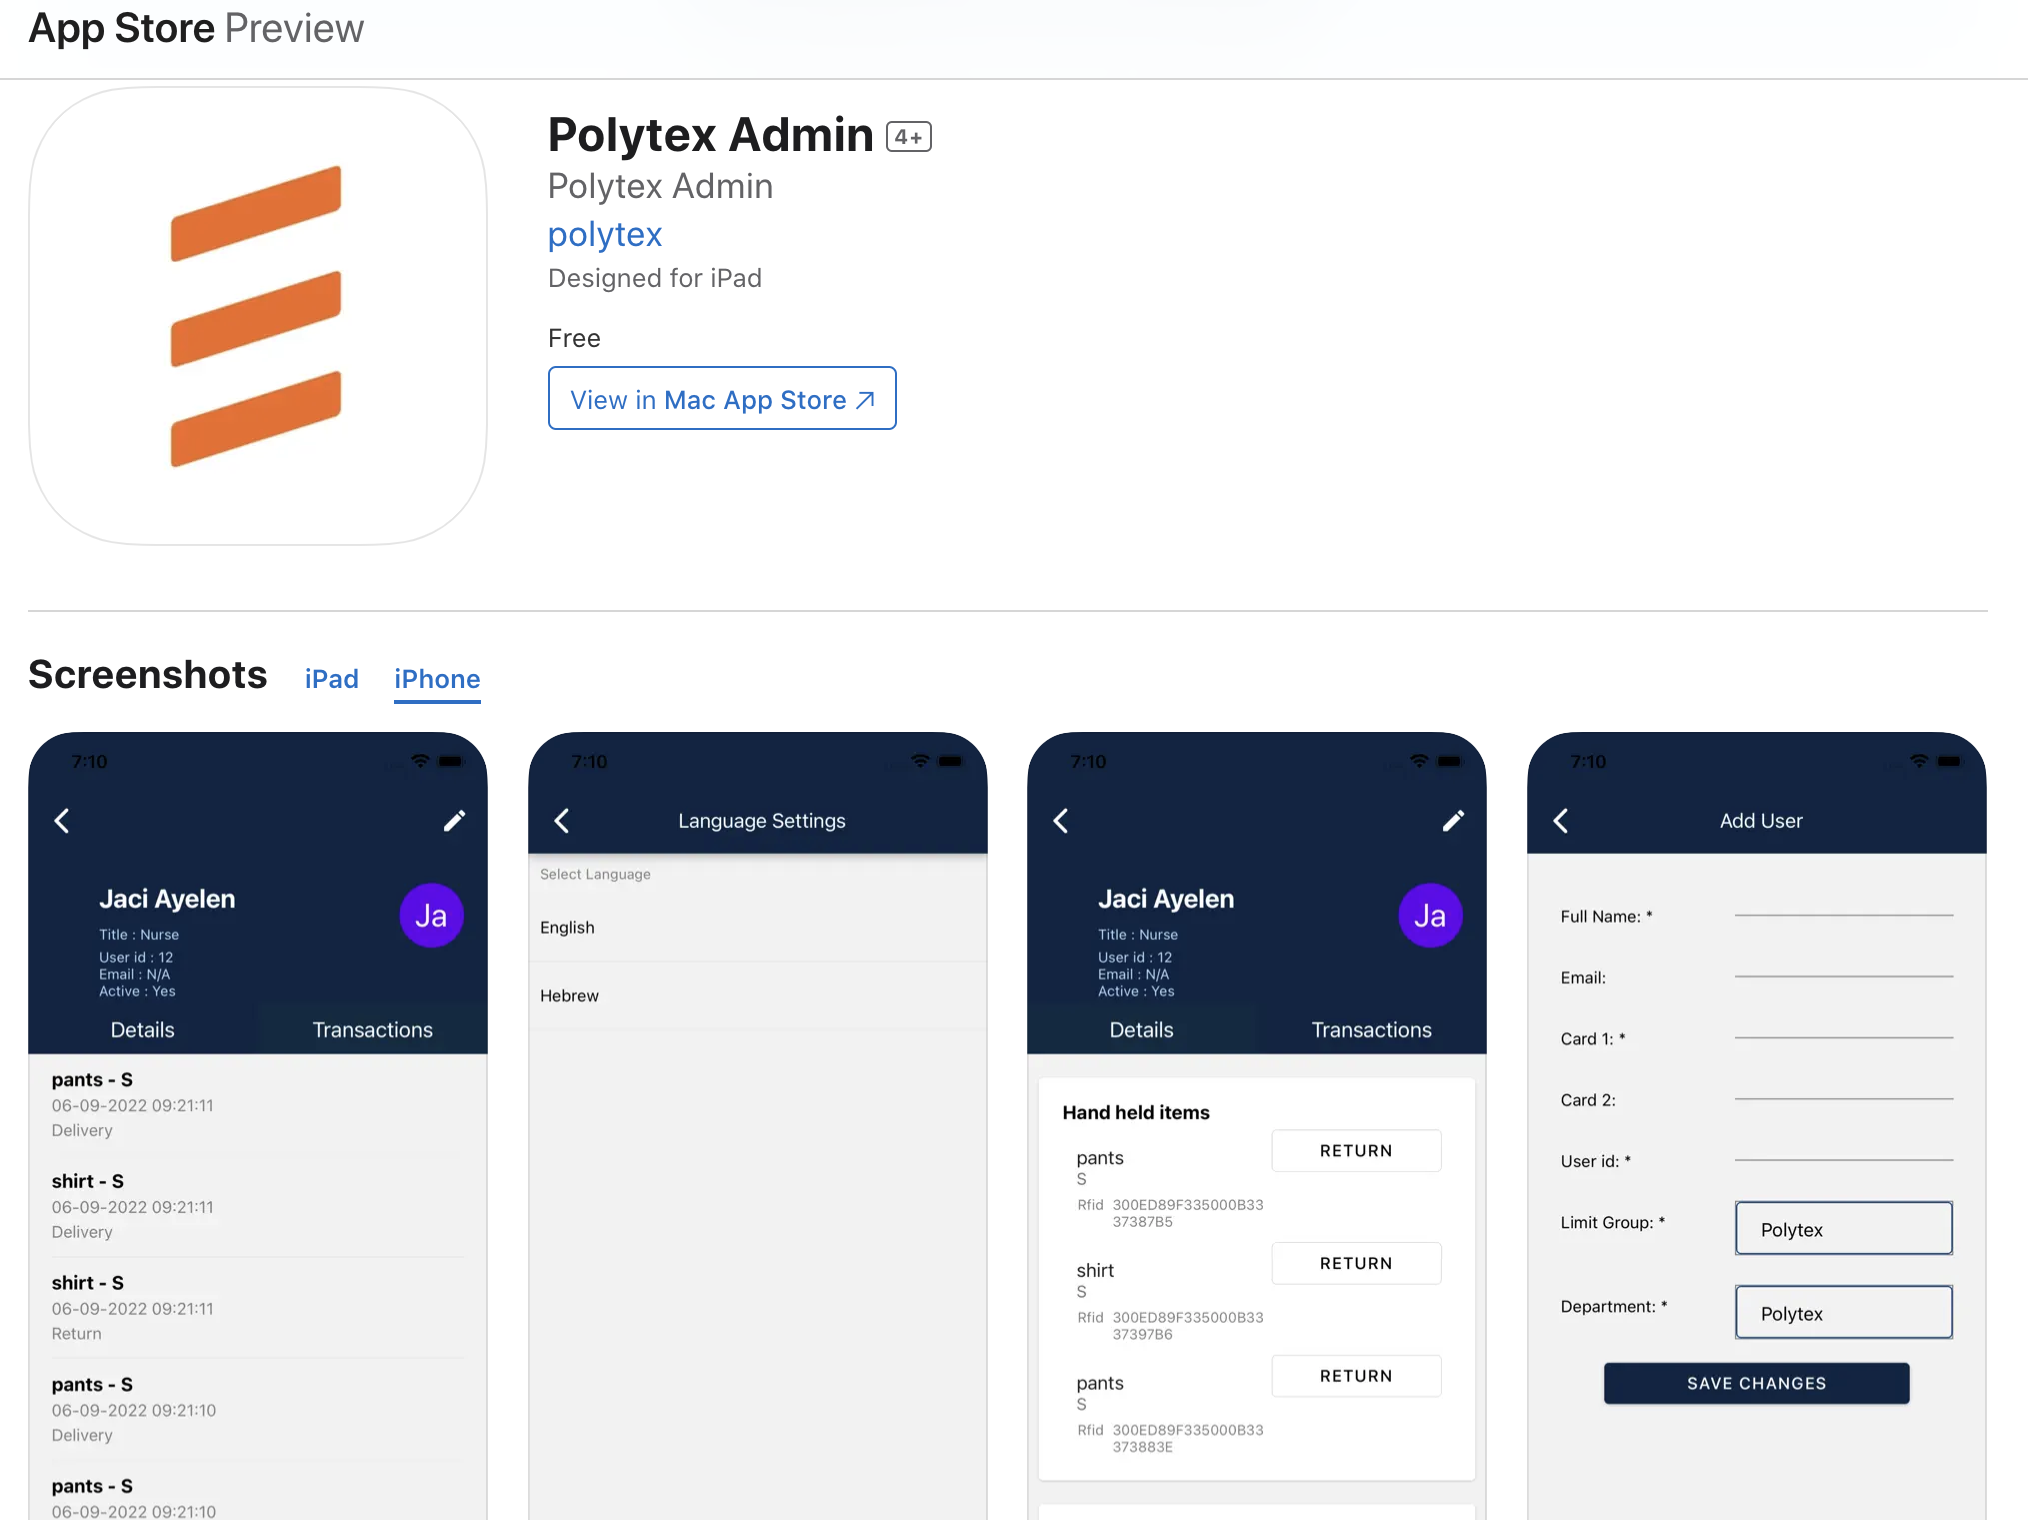 App Store Preview
Polytex Admin 4+
Polytex Admin
polytex
Designed for iPad
Free
View in Mac App Store
Screenshots iPad iPhone
7:10
Jaci Ayelen
Ja
Title : Nurse
User id : 12
Email : N/A
Active : Yes
Details Transactions
pants - S
06-09-2022 09:21:11
Delivery
shirt - S
06-09-2022 09:21:11
Delivery
shirt - S
06-09-2022 09:21:11
Return
pants - S
06-09-2022 09:21:10
Delivery
pants - S
06-09-2022 09:21:10
7:10
Language Settings
Select Language
English
Hebrew
7:10
Jaci Ayelen
Ja
Title : Nurse
User id : 12
Email : N/A
Active : Yes
Details Transactions
Hand held items
pants
S
RETURN
Rfid 300ED89F335000B33
37387B5
shirt
S
RETURN
Rfid 300ED89F335000B33
37397B6
pants
S
RETURN
Rfid 300ED89F335000B33
373883E
7:10
Add User
Full Name: *
Email:
Card 1: *
Card 2:
User id: *
Limit Group: * Polytex
Department: * Polytex
SAVE CHANGES